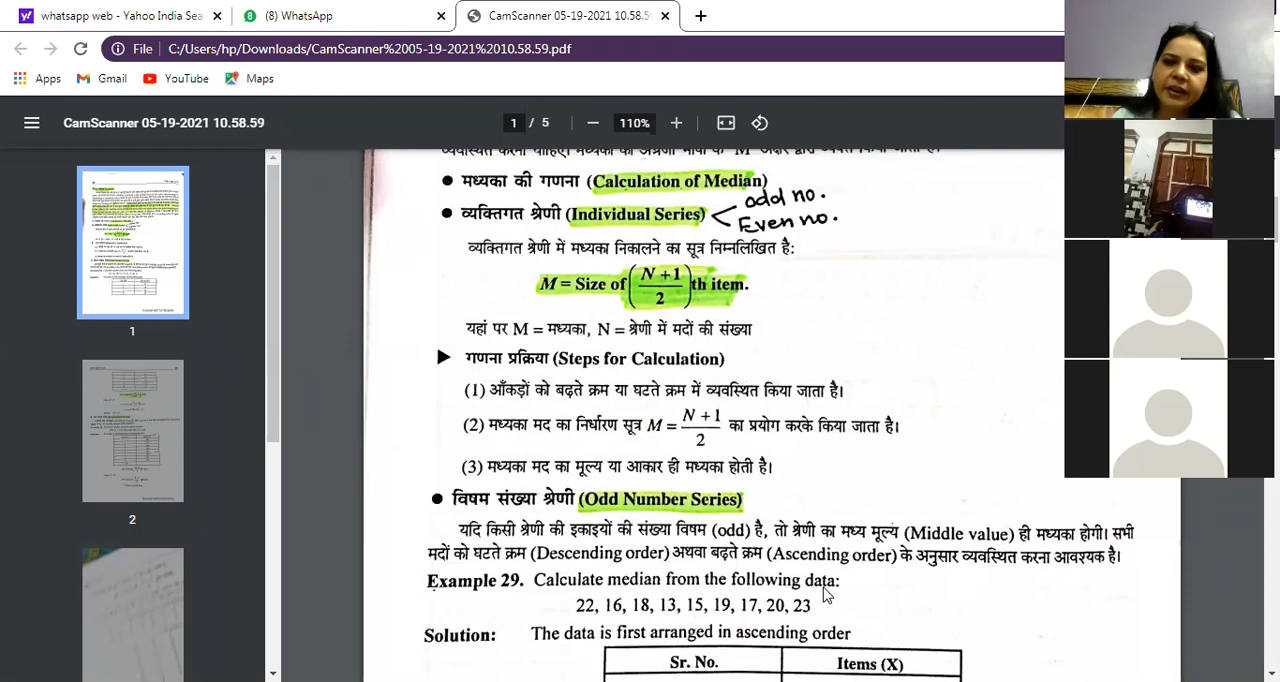 whatsapp web - Yahoo India Sea
(8) WhatsApp
CamScanner 05-19-2021 10.58.5
File
C:/Users/hp/Downloads/CamScanner%2005-19-2021%2010.58.59.pdf
Apps
Gmail
YouTube
Maps
CamScanner 05-19-2021 10.58.59
1 / 5
110%
1
2
● मध्यका की गणना (Calculation of Median)
● व्यक्तिगत श्रेणी (Individual Series)
odd no.
Even no.
व्यक्तिगत श्रेणी में मध्यका निकालने का सूत्र निम्नलिखित है:
M = Size of (N+1/2)th item.
यहां पर M = मध्यका, N = श्रेणी में मदों की संख्या
▶ गणना प्रक्रिया (Steps for Calculation)
(1) आँकड़ों को बढ़ते क्रम या घटते क्रम में व्यवस्थित किया जाता है।
(2) मध्यका मद का निर्धारण सूत्र M = N+1/2 का प्रयोग करके किया जाता है।
(3) मध्यका मद का मूल्य या आकार ही मध्यका होती है।
● विषम संख्या श्रेणी (Odd Number Series)
यदि किसी श्रेणी की इकाइयों की संख्या विषम (odd) है, तो श्रेणी का मध्य मूल्य (Middle value) ही मध्यका होगी। सभी
मदों को घटते क्रम (Descending order) अथवा बढ़ते क्रम (Ascending order) के अनुसार व्यवस्थित करना आवश्यक है।
Example 29. Calculate median from the following data:
22, 16, 18, 13, 15, 19, 17, 20, 23
Solution: The data is first arranged in ascending order
Sr. No. Items (X)